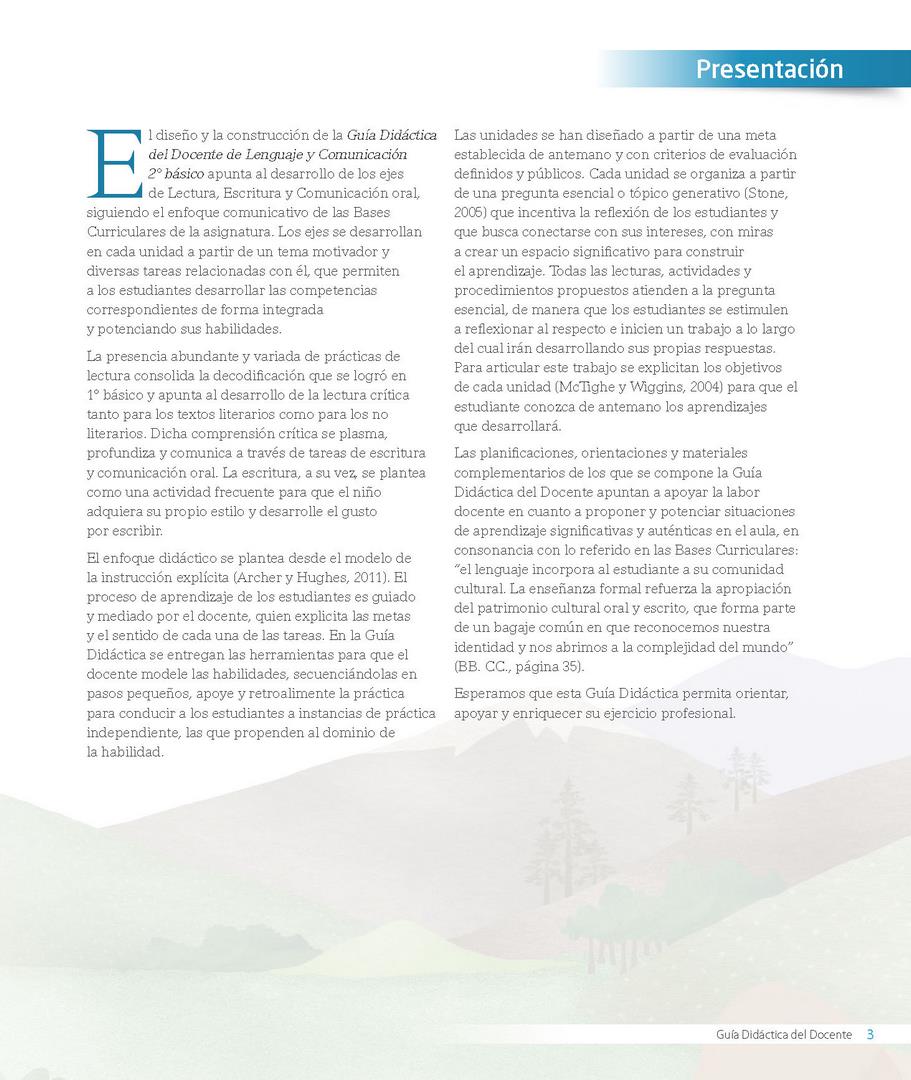 Presentación
El diseño y la construcción de la Guía Didáctica
del Docente de Lenguaje y Comunicación
2° básico apunta al desarrollo de los ejes
de Lectura, Escritura y Comunicación oral,
siguiendo el enfoque comunicativo de las Bases
Curriculares de la asignatura. Los ejes se desarrollan
en cada unidad a partir de un tema motivador y
diversas tareas relacionadas con él, que permiten
a los estudiantes desarrollar las competencias
correspondientes de forma integrada
y potenciando sus habilidades.
La presencia abundante y variada de prácticas de
lectura consolida la decodificación que se logró en
1° básico y apunta al desarrollo de la lectura crítica
tanto para los textos literarios como para los no
literarios. Dicha comprensión crítica se plasma,
profundiza y comunica a través de tareas de escritura
y comunicación oral. La escritura, a su vez, se plantea
como una actividad frecuente para que el niño
adquiera su propio estilo y desarrolle el gusto
por escribir.
El enfoque didáctico se plantea desde el modelo de
la instrucción explícita (Archer y Hughes, 2011). El
proceso de aprendizaje de los estudiantes es guiado
y mediado por el docente, quien explicita las metas
y el sentido de cada una de las tareas. En la Guía
Didáctica se entregan las herramientas para que el
docente modele las habilidades, secuenciándolas en
pasos pequeños, apoye y retroalimente la práctica
para conducir a los estudiantes a instancias de práctica
independiente, las que propenden al dominio de
la habilidad.
Las unidades se han diseñado a partir de una meta
establecida de antemano y con criterios de evaluación
definidos y públicos. Cada unidad se organiza a partir
de una pregunta esencial o tópico generativo (Stone,
2005) que incentiva la reflexión de los estudiantes y
que busca conectarse con sus intereses, con miras
a crear un espacio significativo para construir
el aprendizaje. Todas las lecturas, actividades y
procedimientos propuestos atienden a la pregunta
esencial, de manera que los estudiantes se estimulen
a reflexionar al respecto e inicien un trabajo a lo largo
del cual irán desarrollando sus propias respuestas.
Para articular este trabajo se explicitan los objetivos
de cada unidad (McTighe y Wiggins, 2004) para que el
estudiante conozca de antemano los aprendizajes
que desarrollará.
Las planificaciones, orientaciones y materiales
complementarios de los que se compone la Guía
Didáctica del Docente apuntan a apoyar la labor
docente en cuanto a proponer y potenciar situaciones
de aprendizaje significativas y auténticas en el aula, en
consonancia con lo referido en las Bases Curriculares:
“el lenguaje incorpora al estudiante a su comunidad
cultural. La enseñanza formal refuerza la apropiación
del patrimonio cultural oral y escrito, que forma parte
de un bagaje común en que reconocemos nuestra
identidad y nos abrimos a la complejidad del mundo”
(BB. CC., página 35).
Esperamos que esta Guía Didáctica permita orientar,
apoyar y enriquecer su ejercicio profesional.
Guía Didáctica del Docente 3